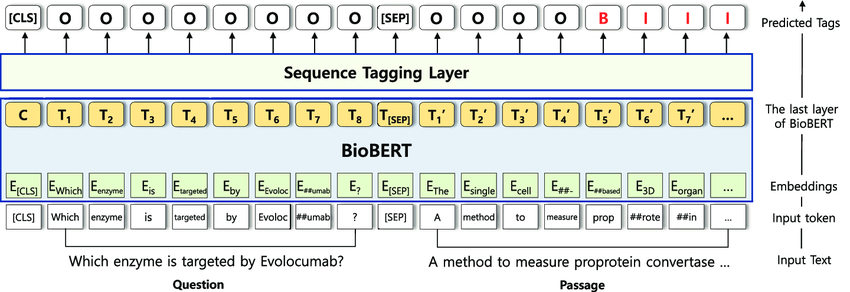 [CLS] O O O O O O O O [SEP] O O O O B I I I Predicted Tags
Sequence Tagging Layer
C T1 T2 T3 T4 T5 T6 T7 T8 T[SEP] T1′ T2′ T3′ T4′ T5′ T6′ T7′ ... The last layer
of BioBERT
BioBERT
E[CLS] EWhich Eenzyme Eis Etargeted Eby EEvoloc E##umab E? E[SEP] EThe Esingle Ecell E##- E##based E3D Eorgan ... Embeddings
[CLS] Which enzyme is targeted by Evoloc ##umab ? [SEP] A method to measure prop ##rote ##in ... Input token
Which enzyme is targeted by Evolocumab? A method to measure proprotein convertase ... Input Text
Question Passage